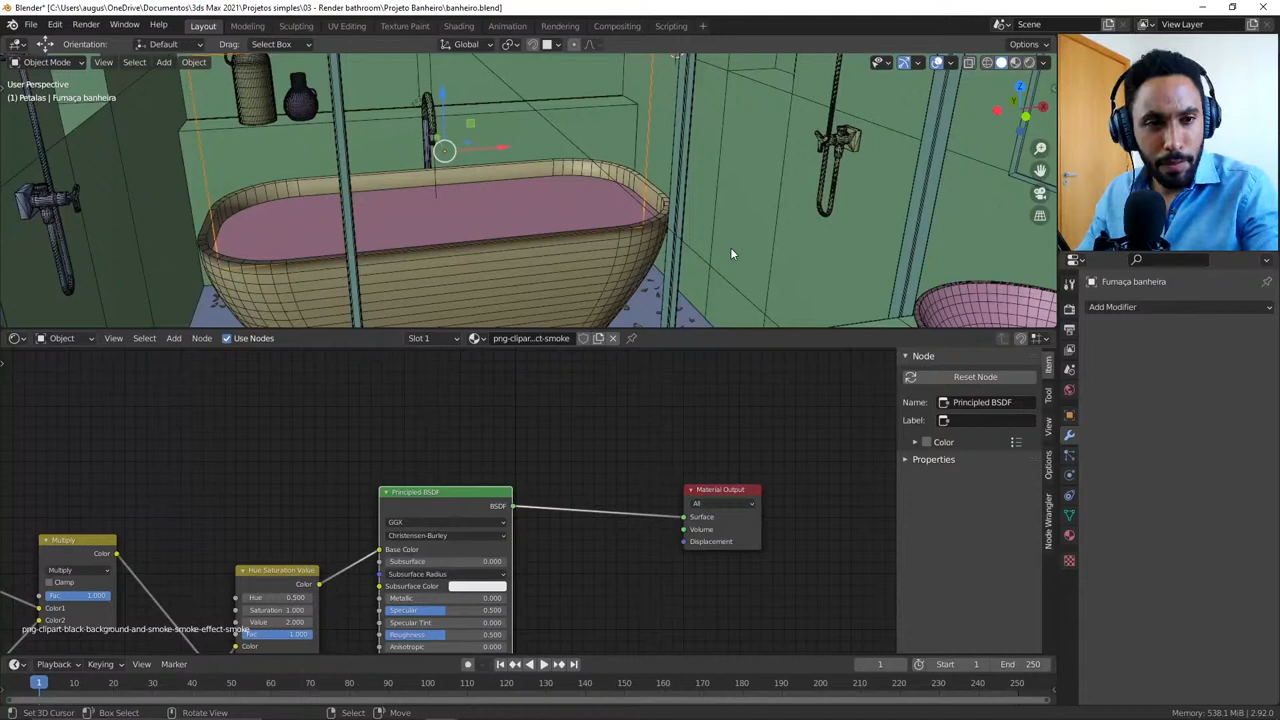 Blender* [C:\Users\augus\OneDrive\Documentos\3ds Max 2021\Projetos simples\03 - Render bathroom\Projeto Banheiro\banheiro.blend]
File Edit Render Window Help Layout Modeling Sculpting UV Editing Texture Paint Shading Animation Rendering Compositing Scripting + Scene View Layer
Orientation: Default Drag: Select Box Global Options
Object Mode View Select Add Object
User Perspective
(1) Petalas | Fumaça banheira
Z
Y
X
Fumaça banheira
Add Modifier
Object View Select Add Node Use Nodes Slot 1 png-clipar...ct-smoke
Node
Reset Node
Name: Principled BSDF
Label:
Color
Properties
Item
Tool
View
Options
Node Wrangler
Principled BSDF
BSDF
GGX
Christensen-Burley
Base Color
Subsurface 0.000
Subsurface Radius
Subsurface Color
Metallic 0.000
Specular 0.500
Specular Tint 0.000
Roughness 0.500
Anisotropic 0.000
Material Output
All
Surface
Volume
Displacement
Multiply
Color
Multiply
Clamp
Fac 1.000
Color1
Color2
Hue Saturation Value
Color
Hue 0.500
Saturation 1.000
Value 2.000
Fac 1.000
Color
png-clipart-black-background-and-smoke-smoke-effect-smoke
Playback Keying View Marker 1 Start 1 End 250
1 10 20 30 40 50 60 70 80 90 100 110 120 130 140 150 160 170 180 190 200 210 220 230 240 250
Set 3D Cursor Box Select Rotate View Select Move Memory: 538.1 MiB | 2.92.0